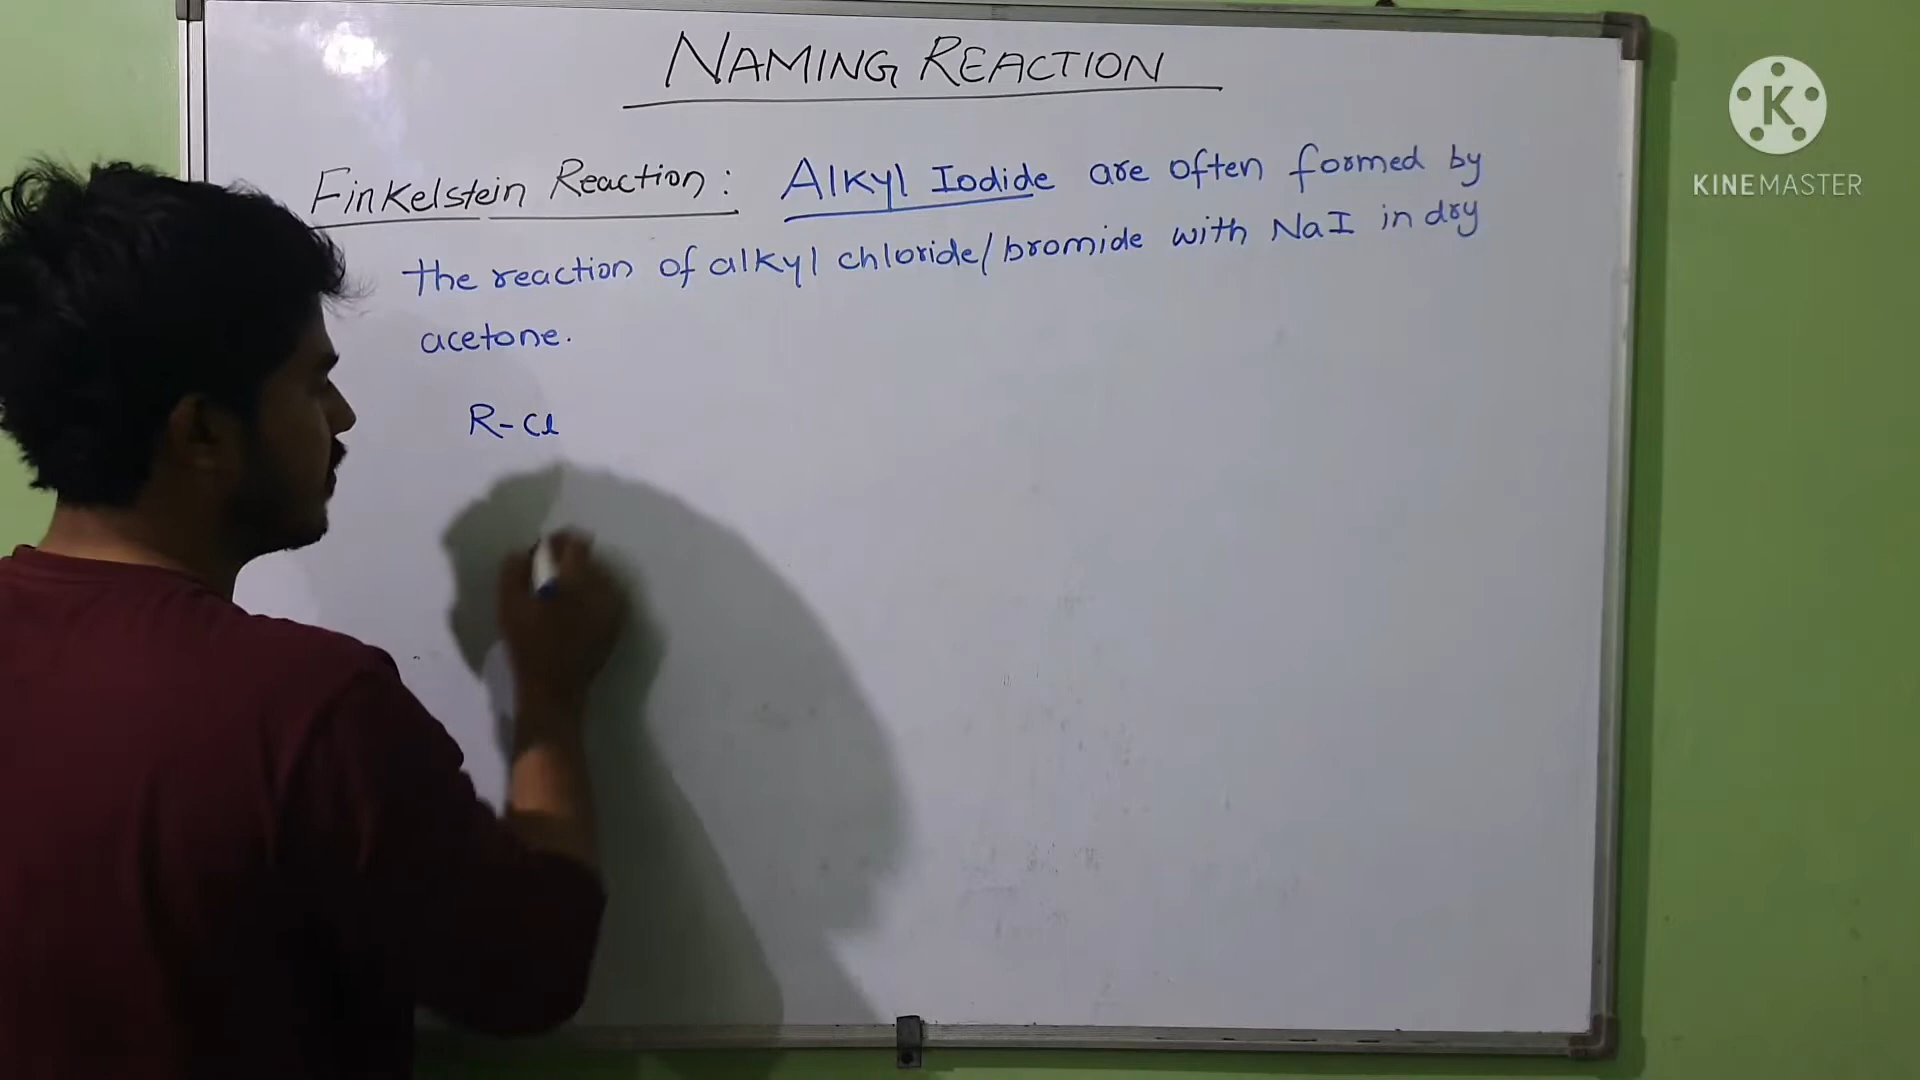 NAMING REACTION
Finkelstein Reaction: Alkyl Iodide are often formed by
the reaction of alkyl chloride/bromide with NaI in dry
acetone.
R-Cl
K
KINEMASTER